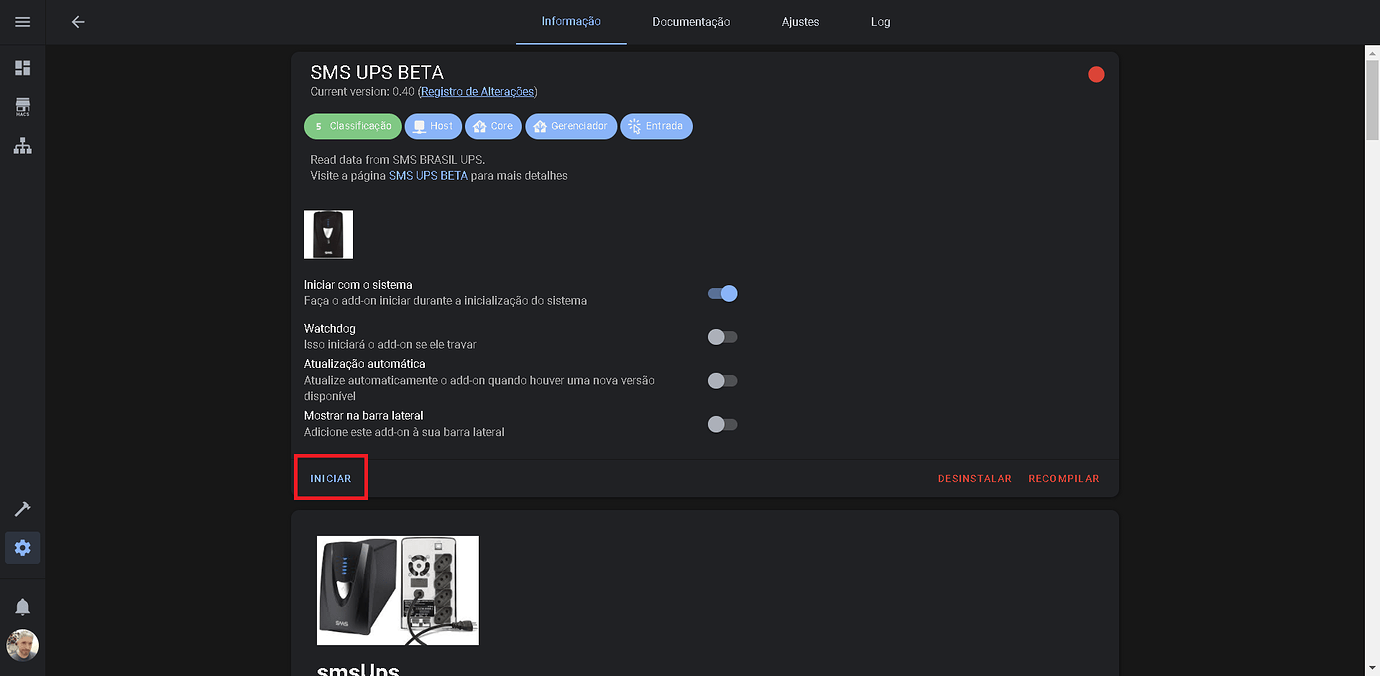 Informação
Documentação
Ajustes
Log
HACS
SMS UPS BETA
Current version: 0.40 (Registro de Alterações)
5 Classificação
Host
Core
Gerenciador
Entrada
Read data from SMS BRASIL UPS.
Visite a página SMS UPS BETA para mais detalhes
Iniciar com o sistema
Faça o add-on iniciar durante a inicialização do sistema
Watchdog
Isso iniciará o add-on se ele travar
Atualização automática
Atualize automaticamente o add-on quando houver uma nova versão
disponível
Mostrar na barra lateral
Adicione este add-on à sua barra lateral
INICIAR
DESINSTALAR
RECOMPILAR
SMS
smsUps